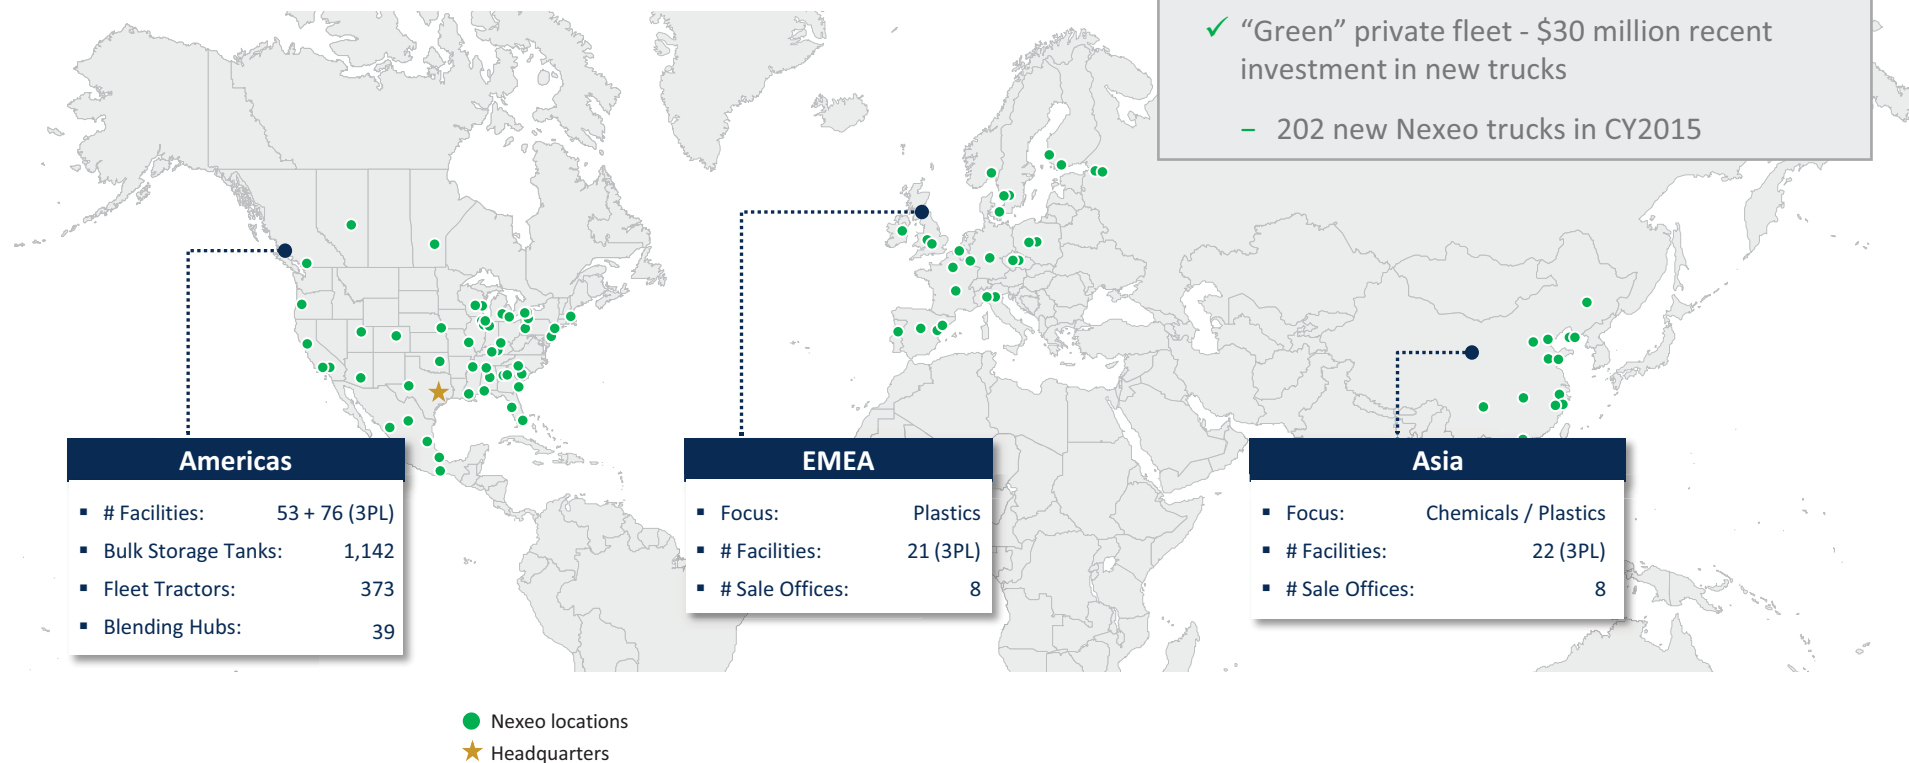 ✓ “Green” private fleet - $30 million recent
investment in new trucks
– 202 new Nexeo trucks in CY2015
Americas
▪ # Facilities: 53 + 76 (3PL)
▪ Bulk Storage Tanks: 1,142
▪ Fleet Tractors: 373
▪ Blending Hubs: 39
EMEA
▪ Focus: Plastics
▪ # Facilities: 21 (3PL)
▪ # Sale Offices: 8
Asia
▪ Focus: Chemicals / Plastics
▪ # Facilities: 22 (3PL)
▪ # Sale Offices: 8
Nexeo locations
Headquarters